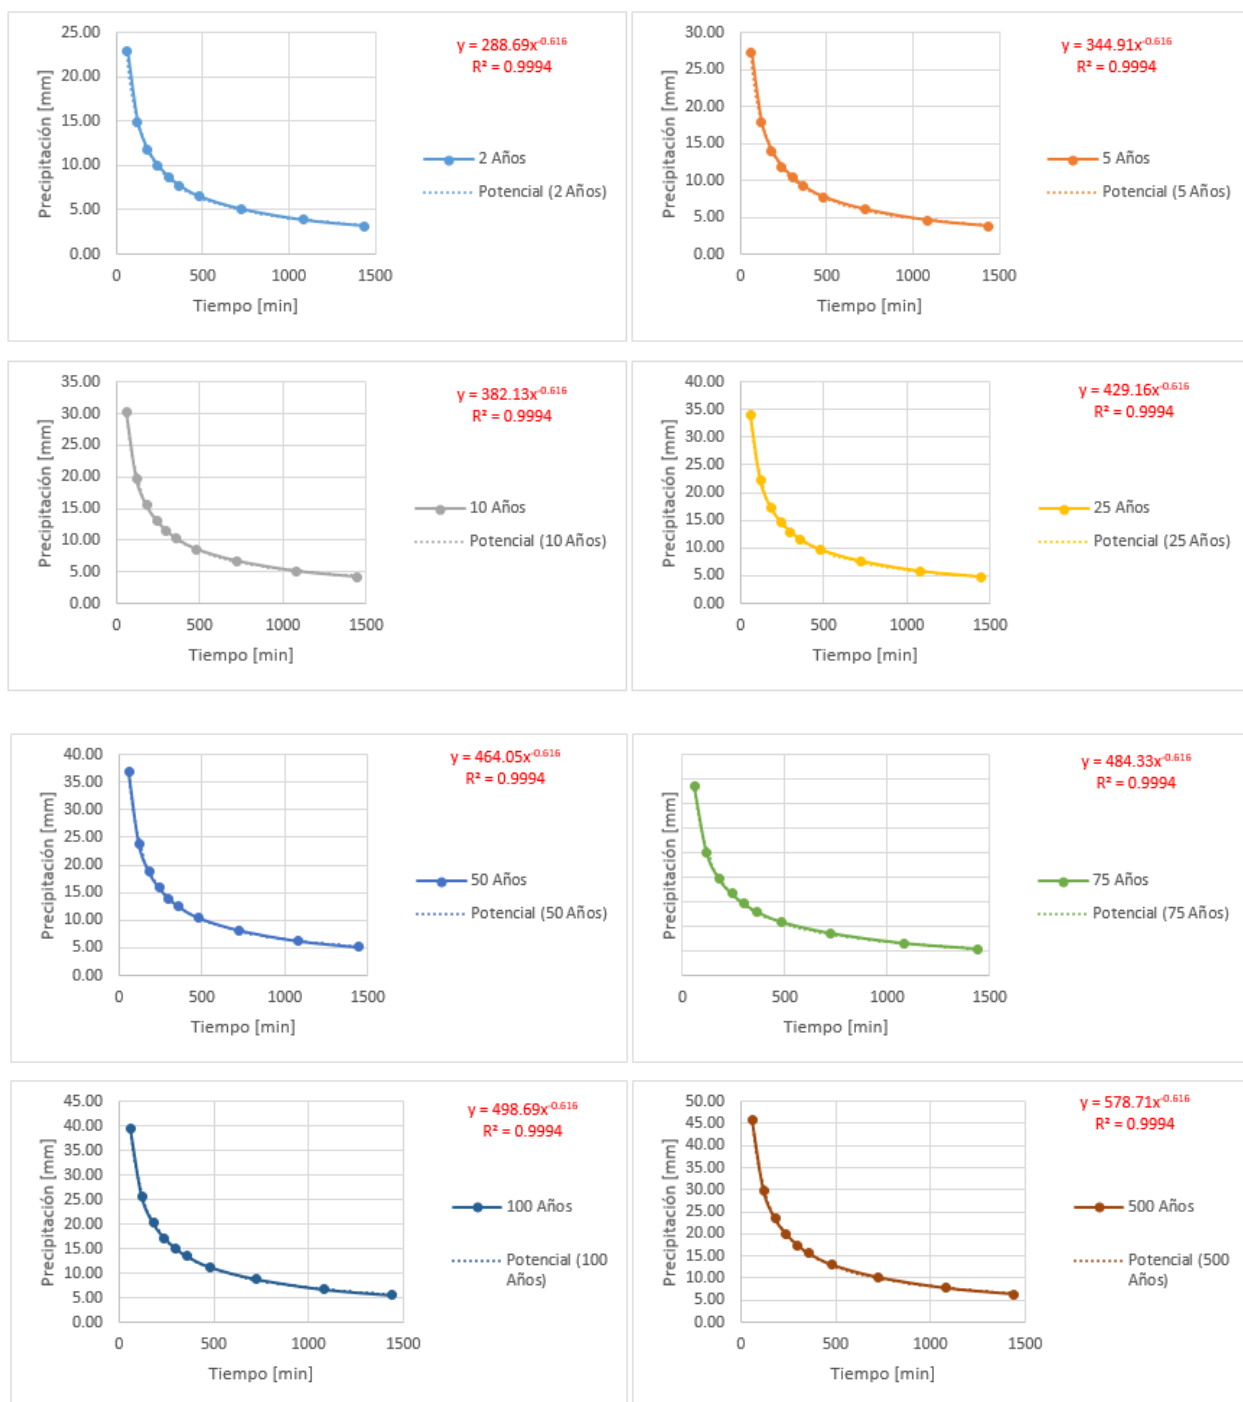 25.00
20.00
15.00
10.00
5.00
0.00
0 500 1000 1500
Precipitación [mm]
Tiempo [min]
y = 288.69x^-0.616
R² = 0.9994
2 Años
Potencial (2 Años)
30.00
25.00
20.00
15.00
10.00
5.00
0.00
0 500 1000 1500
Precipitación [mm]
Tiempo [min]
y = 344.91x^-0.616
R² = 0.9994
5 Años
Potencial (5 Años)
35.00
30.00
25.00
20.00
15.00
10.00
5.00
0.00
0 500 1000 1500
Precipitación [mm]
Tiempo [min]
y = 382.13x^-0.616
R² = 0.9994
10 Años
Potencial (10 Años)
40.00
35.00
30.00
25.00
20.00
15.00
10.00
5.00
0.00
0 500 1000 1500
Precipitación [mm]
Tiempo [min]
y = 429.16x^-0.616
R² = 0.9994
25 Años
Potencial (25 Años)
40.00
35.00
30.00
25.00
20.00
15.00
10.00
5.00
0.00
0 500 1000 1500
Precipitación [mm]
Tiempo [min]
y = 464.05x^-0.616
R² = 0.9994
50 Años
Potencial (50 Años)
0 500 1000 1500
Precipitación [mm]
Tiempo [min]
y = 484.33x^-0.616
R² = 0.9994
75 Años
Potencial (75 Años)
45.00
40.00
35.00
30.00
25.00
20.00
15.00
10.00
5.00
0.00
0 500 1000 1500
Precipitación [mm]
Tiempo [min]
y = 498.69x^-0.616
R² = 0.9994
100 Años
Potencial (100
Años)
50.00
45.00
40.00
35.00
30.00
25.00
20.00
15.00
10.00
5.00
0.00
0 500 1000 1500
Precipitación [mm]
Tiempo [min]
y = 578.71x^-0.616
R² = 0.9994
500 Años
Potencial (500
Años)